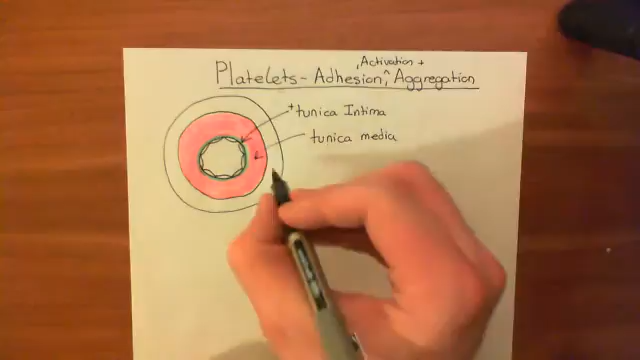 , Activation +
Platelets - Adhesion, ^ Aggregation
tunica Intima
tunica media